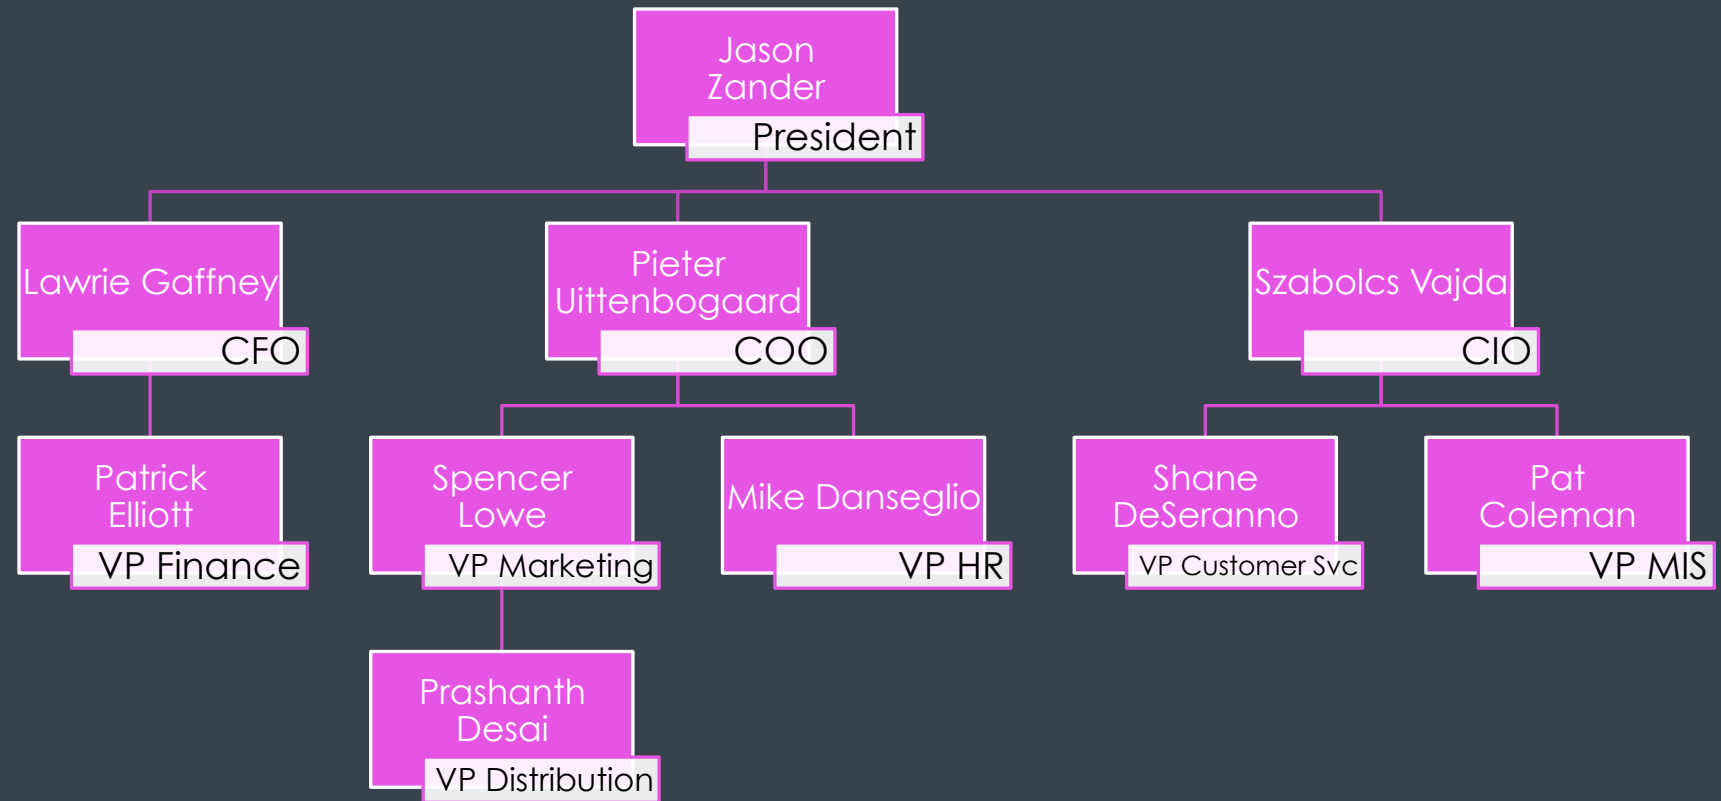 Jason
Zander
President
Lawrie Gaffney
CFO
Pieter
Uittenbogaard
COO
Szabolcs Vajda
CIO
Patrick
Elliott
VP Finance
Spencer
Lowe
VP Marketing
Mike Danseglio
VP HR
Shane
DeSeranno
VP Customer Svc
Pat
Coleman
VP MIS
Prashanth
Desai
VP Distribution